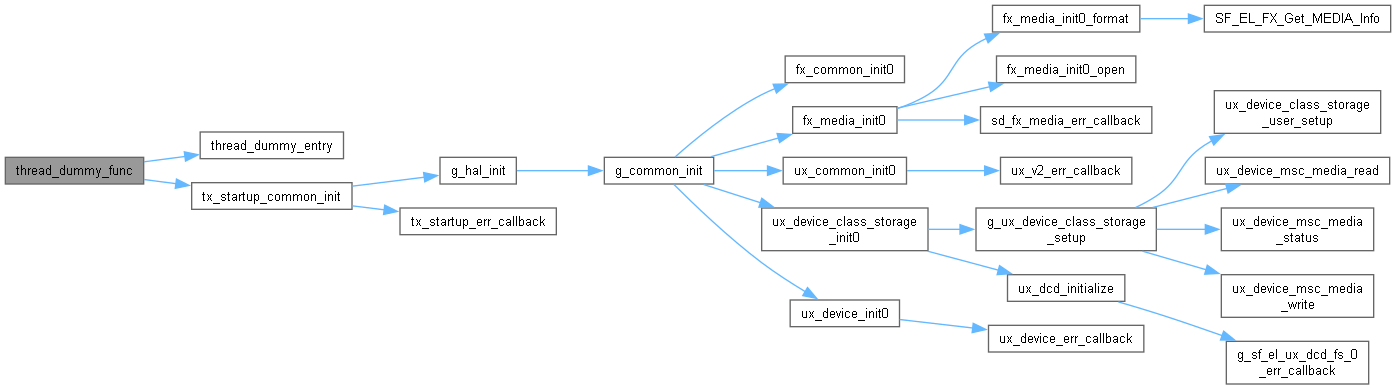 thread_dummy_func
thread_dummy_entry
tx_startup_common_init
g_hal_init
tx_startup_err_callback
g_common_init
fx_common_init0
fx_media_init0
fx_media_init0_format
SF_EL_FX_Get_MEDIA_Info
fx_media_init0_open
sd_fx_media_err_callback
ux_common_init0
ux_v2_err_callback
ux_device_class_storage
_init0
g_ux_device_class_storage
_setup
ux_device_class_storage
_user_setup
ux_device_msc_media_read
ux_device_msc_media
_status
ux_device_msc_media
_write
ux_dcd_initialize
g_sf_el_ux_dcd_fs_0
_err_callback
ux_device_init0
ux_device_err_callback